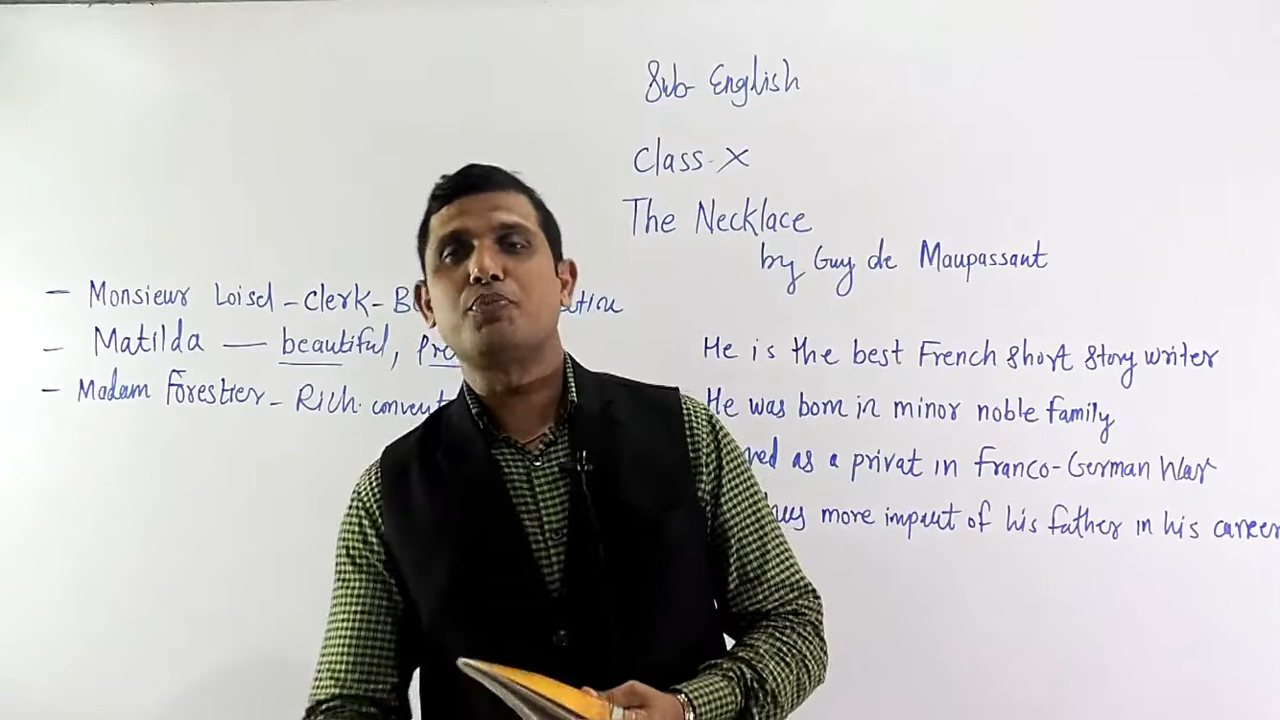 Sub- English
Class-X
The Necklace
by Guy de Maupassant
— Monsieur Loisel - Clerk -
— Matilda — beautiful,
— Madam Forestier - Rich.
He is the best French short story writer
He was born in minor noble family
as a privat in Franco-German War
more impact of his father in his career